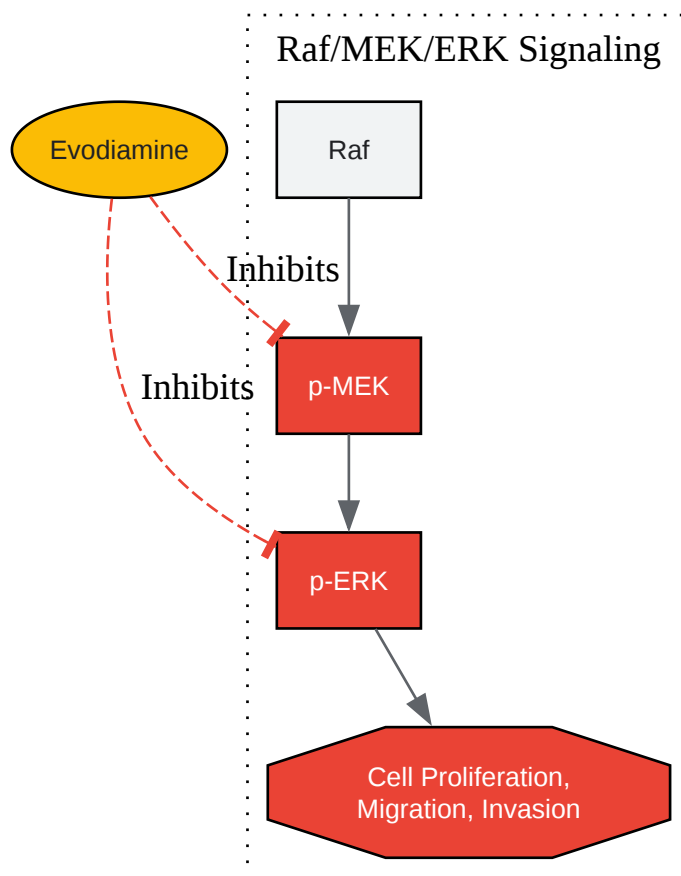 Raf/MEK/ERK Signaling
Evodiamine
Raf
Inhibits
p-MEK
Inhibits
p-ERK
Cell Proliferation,
Migration, Invasion